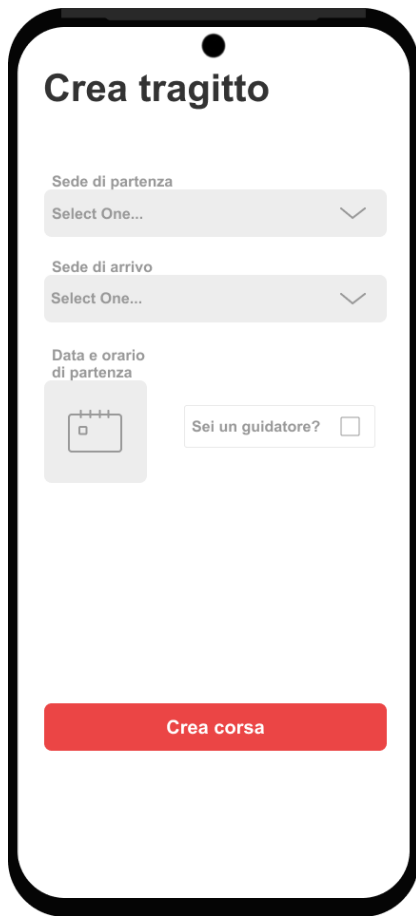 Crea tragitto
Sede di partenza
Select One...
Sede di arrivo
Select One...
Data e orario
di partenza
Sei un guidatore?
Crea corsa